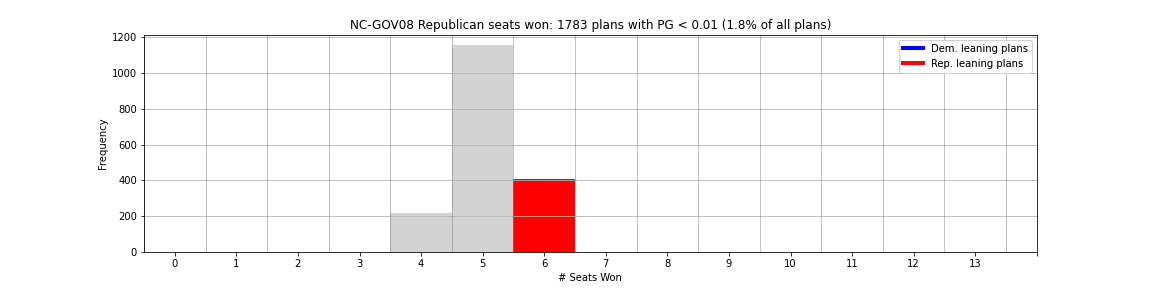 NC-GOV08 Republican seats won: 1783 plans with PG < 0.01 (1.8% of all plans)
Dem. leaning plans
Rep. leaning plans
1200
1000
800
600
400
200
0
Frequency
0 1 2 3 4 5 6 7 8 9 10 11 12 13
# Seats Won